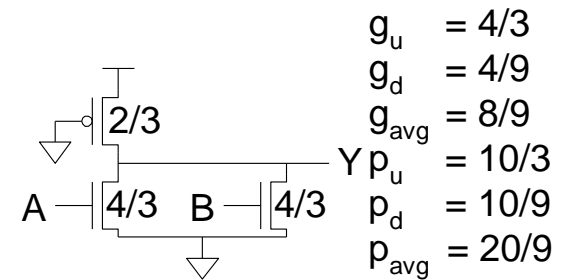 2/3
A
4/3
B
4/3
Y
g_u = 4/3
g_d = 4/9
g_avg = 8/9
p_u = 10/3
p_d = 10/9
p_avg = 20/9